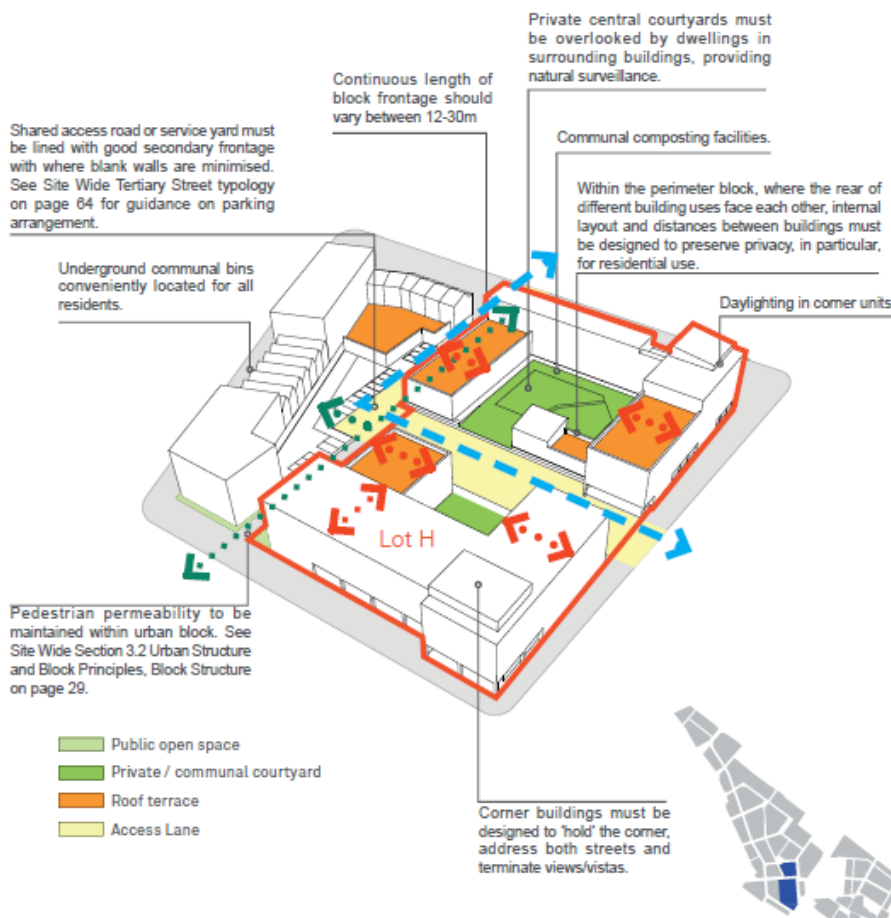 Private central courtyards must
be overlooked by dwellings in
surrounding buildings, providing
natural surveillance.
Continuous length of
block frontage should
vary between 12-30m
Shared access road or service yard must
be lined with good secondary frontage
with where blank walls are minimised.
See Site Wide Tertiary Street typology
on page 64 for guidance on parking
arrangement.
Communal composting facilities.
Within the perimeter block, where the rear of
different building uses face each other, internal
layout and distances between buildings must
be designed to preserve privacy, in particular,
for residential use.
Underground communal bins
conveniently located for all
residents.
Daylighting in corner units
Lot H
Pedestrian permeability to be
maintained within urban block. See
Site Wide Section 3.2 Urban Structure
and Block Principles, Block Structure
on page 29.
Public open space
Private / communal courtyard
Roof terrace
Access Lane
Corner buildings must be
designed to 'hold' the corner,
address both streets and
terminate views/vistas.